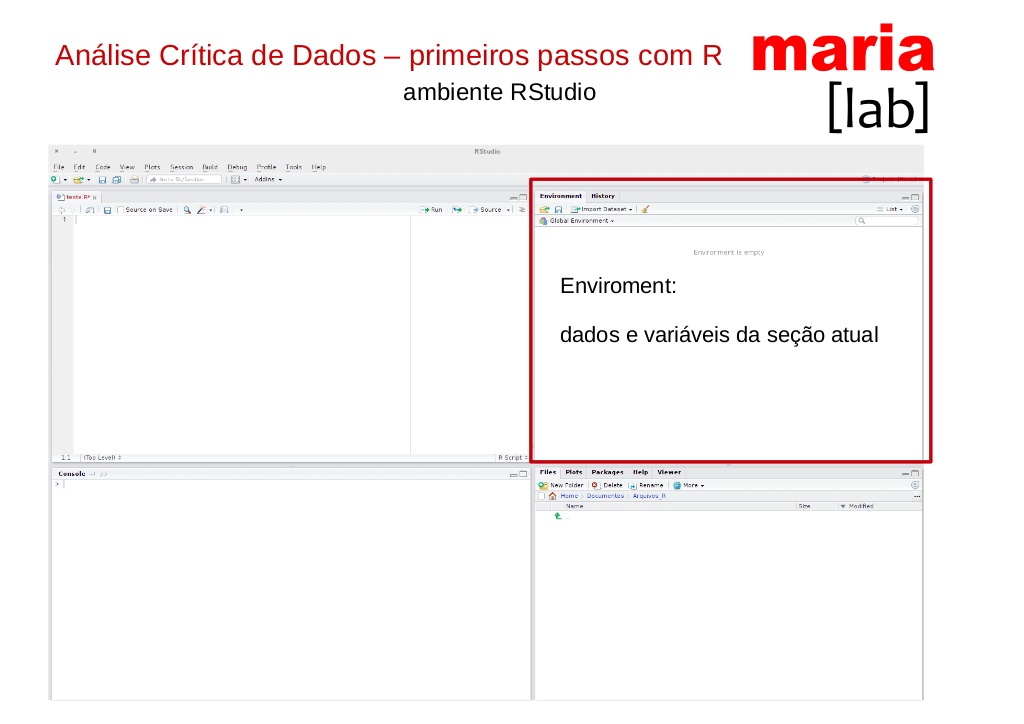 Análise Crítica de Dados – primeiros passos com R
ambiente RStudio
maria
[lab]
RStudio
File Edit Code View Plots Session Build Debug Profile Tools Help
Go to file/function Addins
teste.R*
Source on Save Run Source
1
1:1 (Top Level) R Script
Console ~/
>
Environment History
Import Dataset List
Global Environment
Environment is empty
Enviroment:
dados e variáveis da seção atual
Files Plots Packages Help Viewer
New Folder Delete Rename More
Home Documentos Arquivos_R
Name Size Modified
..